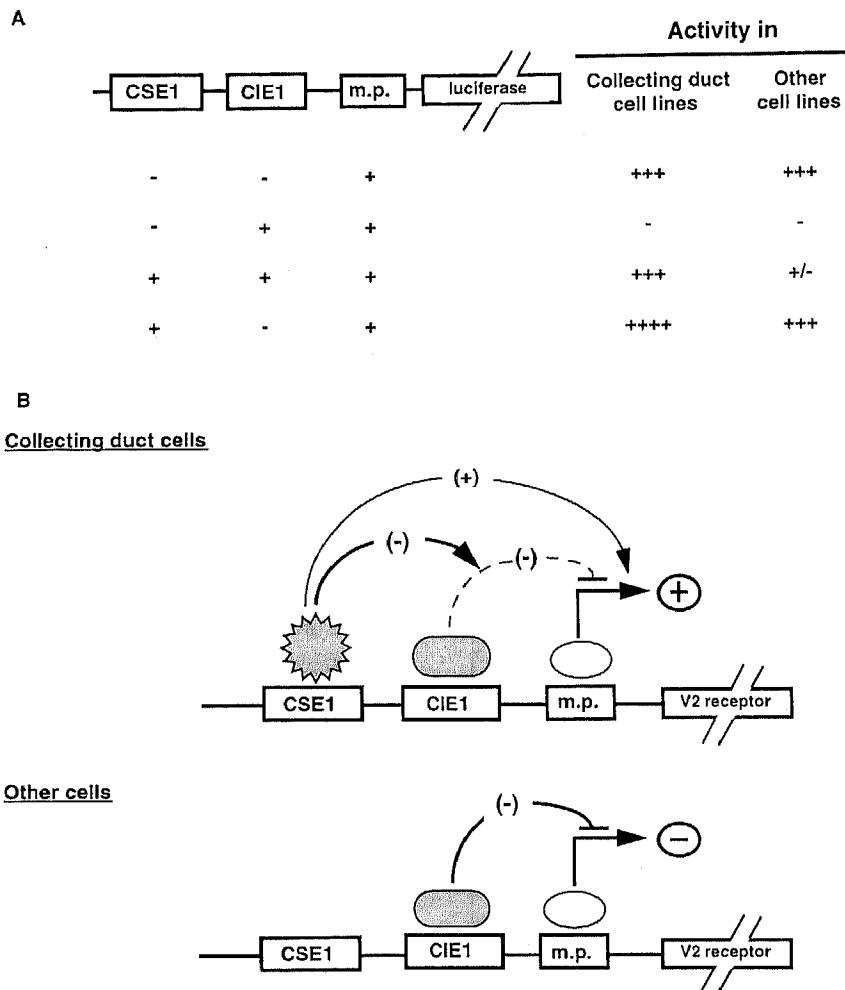 A
Activity in
CSE1 CIE1 m.p. luciferase
Collecting duct cell lines
Other cell lines
- - + +++ +++
- + + - -
+ + + +++ +/-
+ - + ++++ +++
B
Collecting duct cells
(+)
(-) (-)
+
CSE1 CIE1 m.p. V2 receptor
Other cells
(-)
−
CSE1 CIE1 m.p. V2 receptor